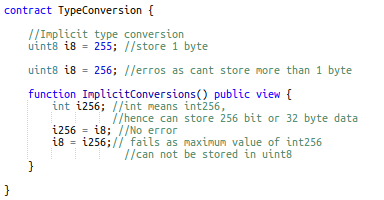 contract TypeConversion {
//Implicit type conversion
uint8 i8 = 255; //store 1 byte
uint8 i8 = 256; //erros as cant store more than 1 byte
function ImplicitConversions() public view {
int i256; //int means int256,
//hence can store 256 bit or 32 byte data
i256 = i8; //No error
i8 = i256;// fails as maximum value of int256
//can not be stored in uint8
}
}